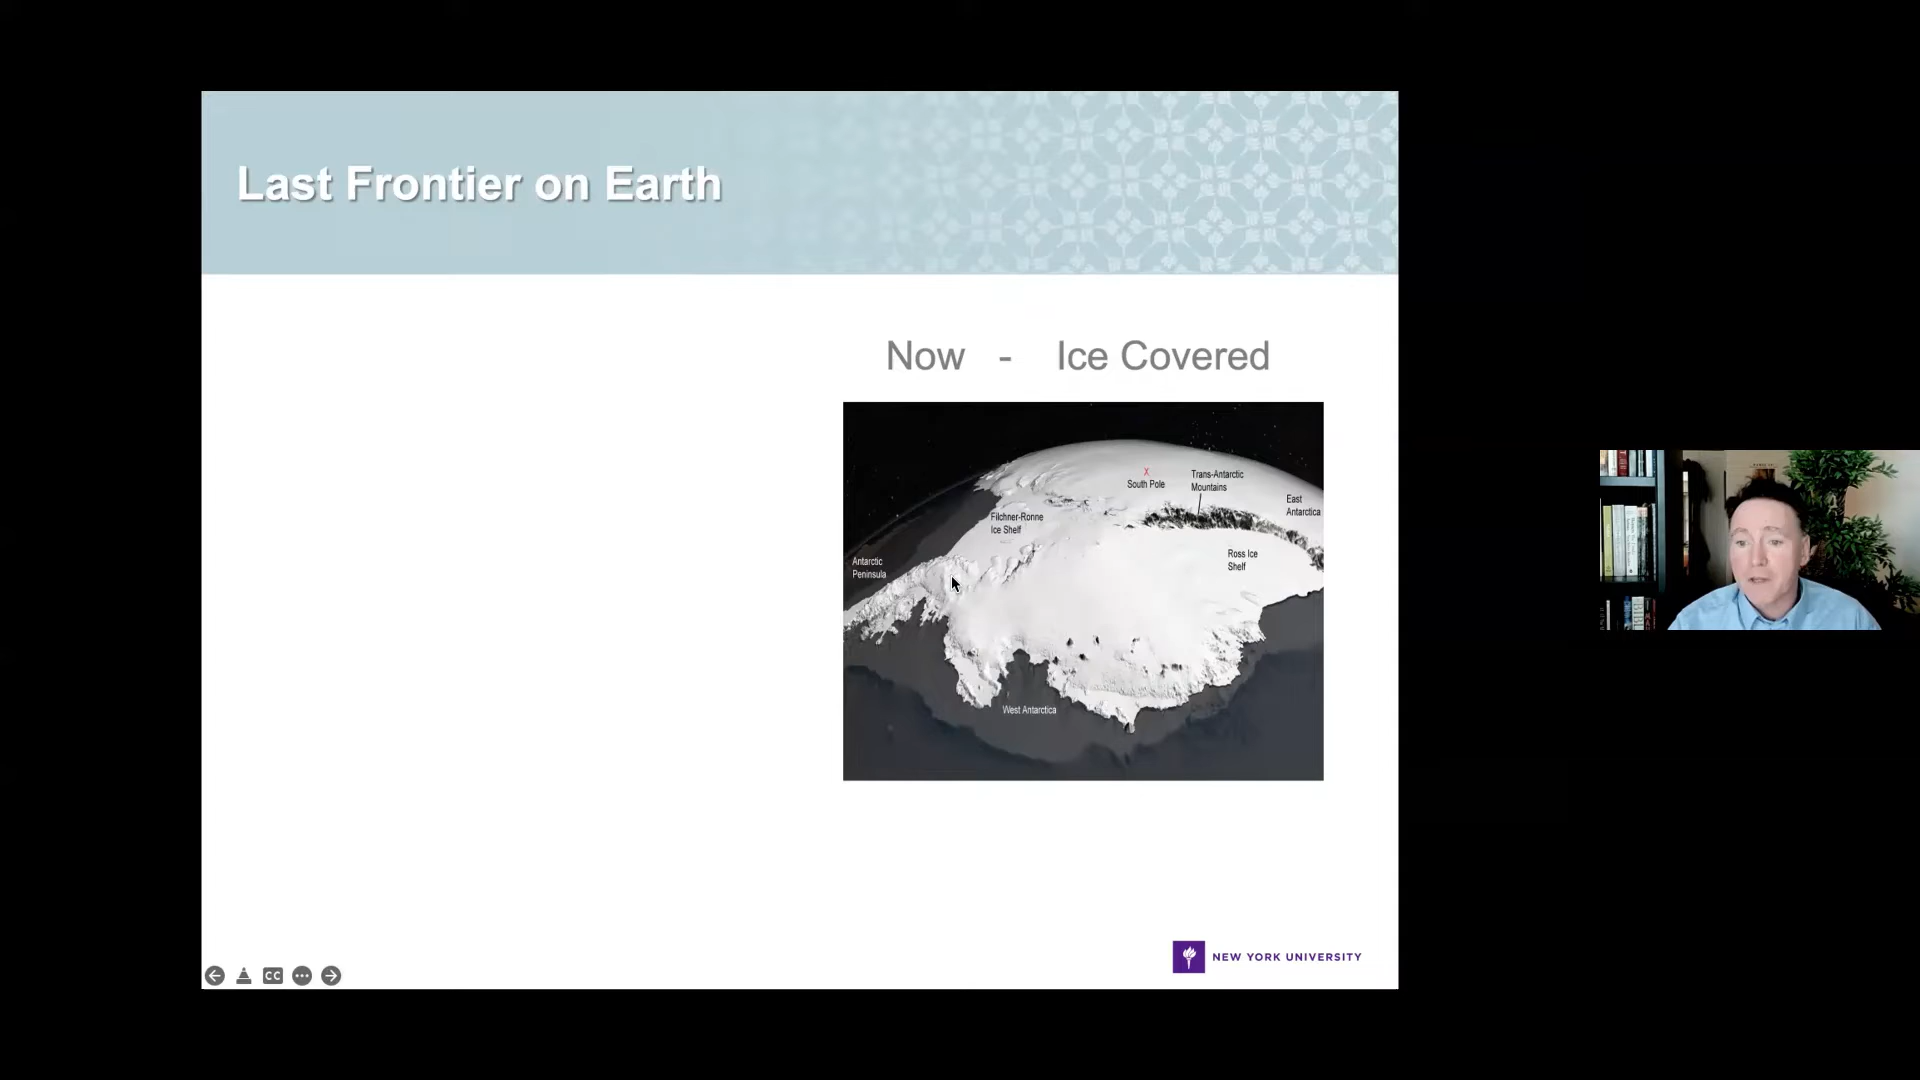 Last Frontier on Earth
Now - Ice Covered
X
South Pole
Trans-Antarctic
Mountains
East
Antarctica
Filchner-Ronne
Ice Shelf
Ross Ice
Shelf
Antarctic
Peninsula
West Antarctica
CC
NEW YORK UNIVERSITY